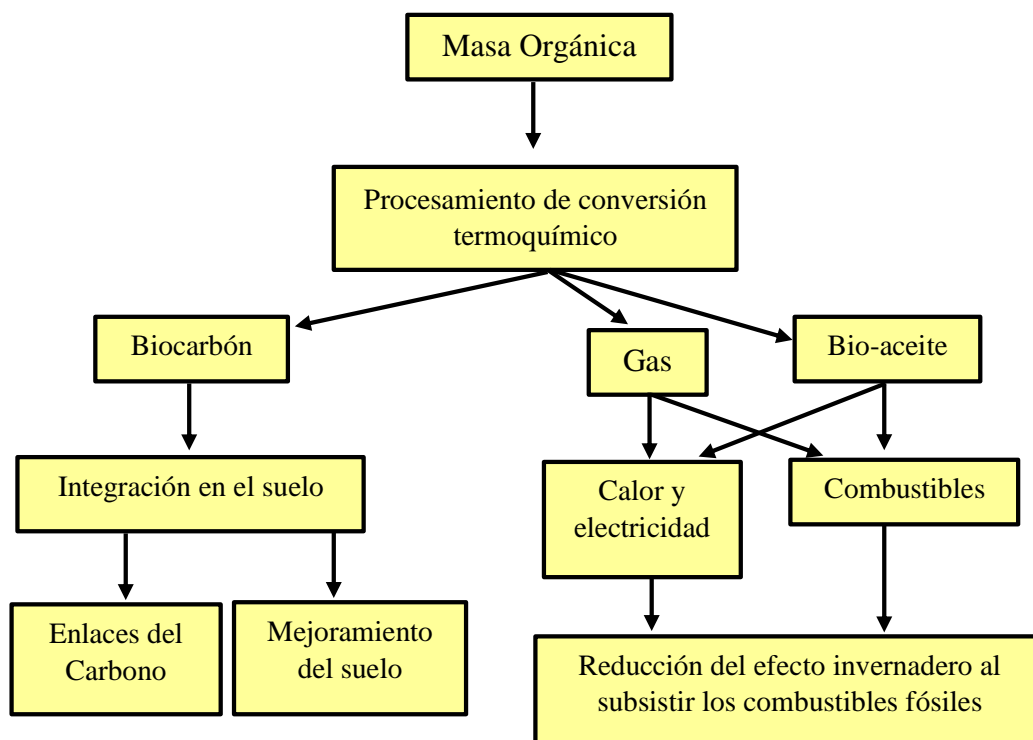 Masa Orgánica
Procesamiento de conversión
termoquímico
Biocarbón
Gas
Bio-aceite
Integración en el suelo
Calor y
electricidad
Combustibles
Enlaces del
Carbono
Mejoramiento
del suelo
Reducción del efecto invernadero al
subsistir los combustibles fósiles